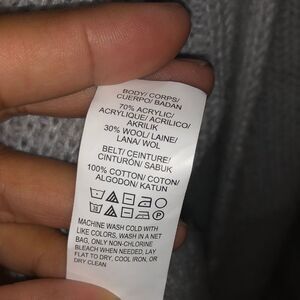 BODY/ CORPS/
CUERPO/ BADAN
70% ACRYLIC/
ACRYLIQUE/ ACRILICO/
AKRILIK
30% WOOL/ LAINE/
LANA/ WOL
BELT/ CEINTURE/
CINTURÓN/ SABUK
100% COTTON/ COTON/
ALGODON/ KATUN
MACHINE WASH COLD WITH
LIKE COLORS, WASH IN A NET
BAG, ONLY NON-CHLORINE
BLEACH WHEN NEEDED, LAY
FLAT TO DRY, COOL IRON, OR
DRY CLEAN